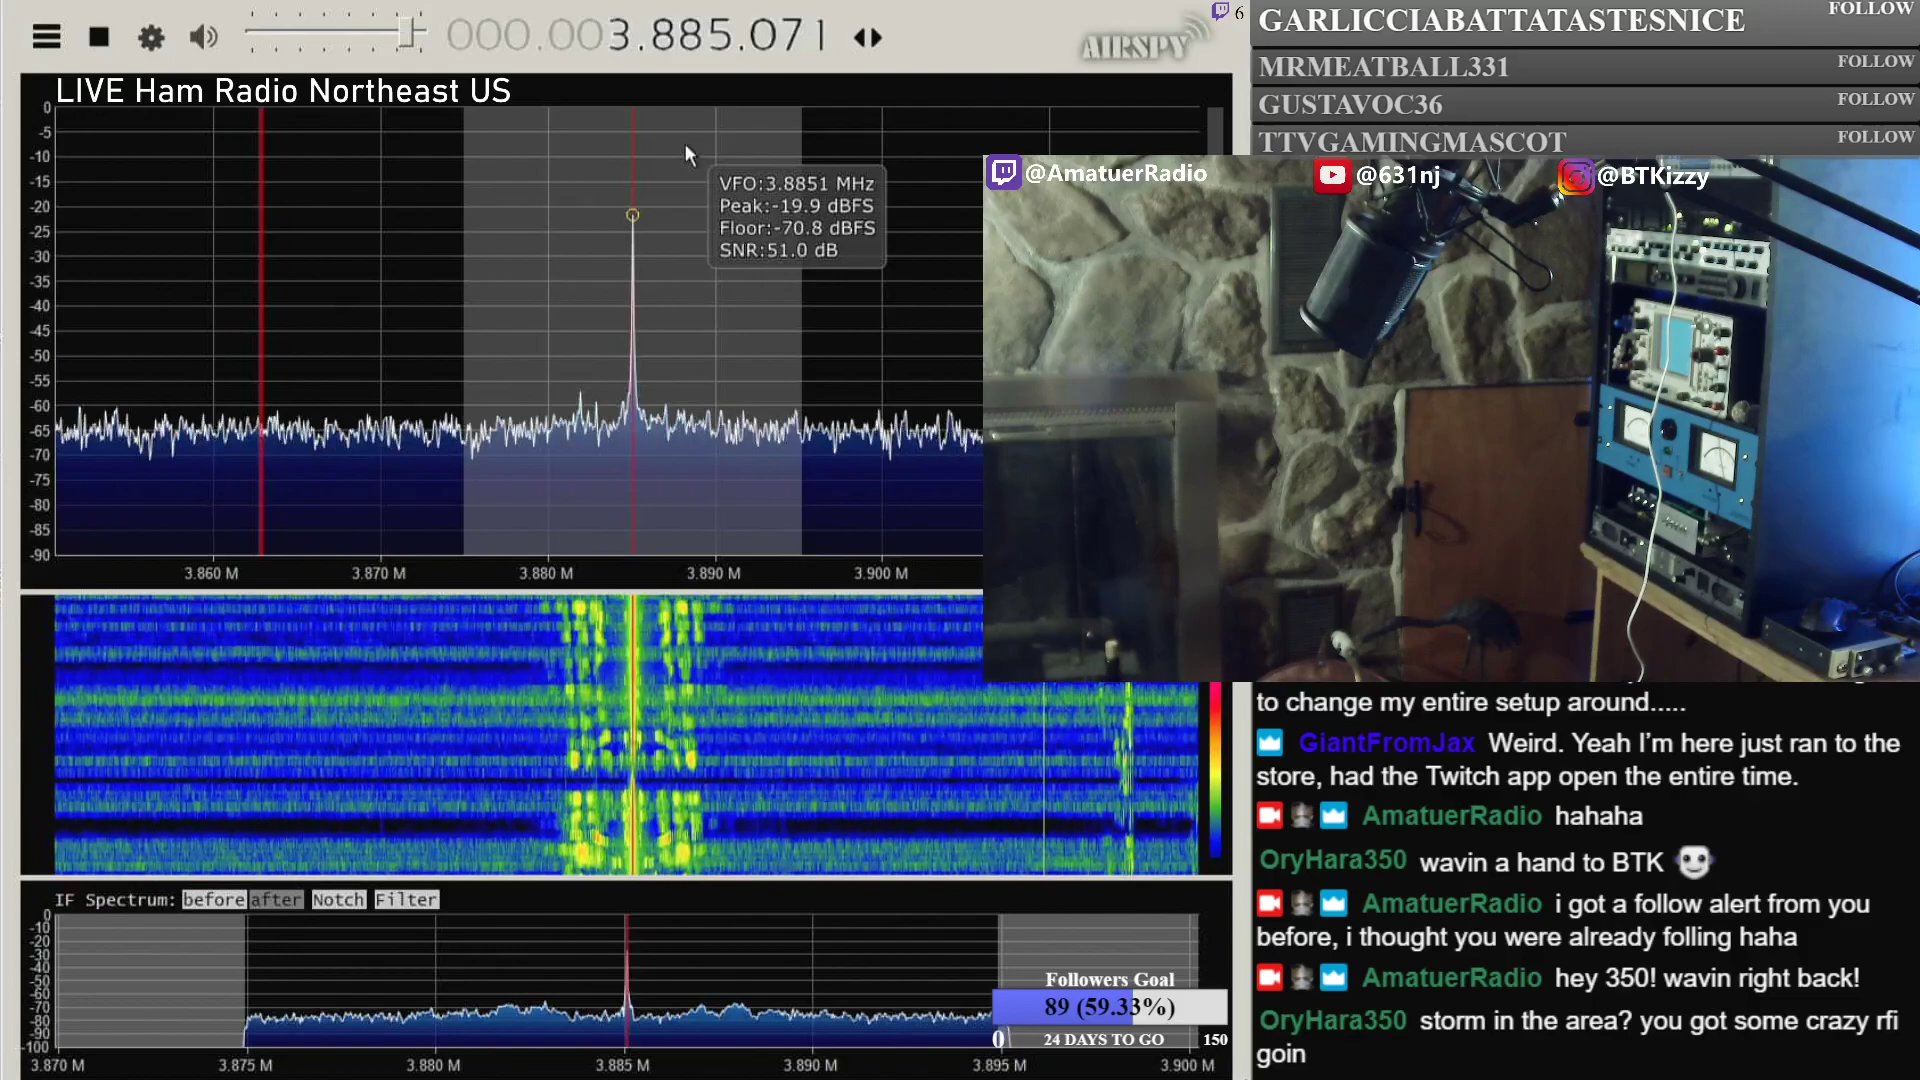 000.003.885.071
AIRSPY
6
LIVE Ham Radio Northeast US
0
-5
-10
-15
-20
-25
-30
-35
-40
-45
-50
-55
-60
-65
-70
-75
-80
-85
-90
VFO:3.8851 MHz
Peak:-19.9 dBFS
Floor:-70.8 dBFS
SNR:51.0 dB
3.860 M 3.870 M 3.880 M 3.890 M 3.900 M
GARLICCIABATTATASTESNICE FOLLOW
MRMEATBALL331 FOLLOW
GUSTAVOC36 FOLLOW
TTVGAMINGMASCOT FOLLOW
@AmatuerRadio @631nj @BTKizzy
to change my entire setup around.....
GiantFromJax Weird. Yeah I'm here just ran to the
store, had the Twitch app open the entire time.
AmatuerRadio hahaha
OryHara350 wavin a hand to BTK
AmatuerRadio i got a follow alert from you
before, i thought you were already folling haha
AmatuerRadio hey 350! wavin right back!
OryHara350 storm in the area? you got some crazy rfi
goin
IF Spectrum: before after Notch Filter
0
-10
-20
-30
-40
-50
-60
-70
-80
-90
-100
3.870 M 3.875 M 3.880 M 3.885 M 3.890 M 3.895 M 3.900 M
Followers Goal
89 (59.33%)
0 24 DAYS TO GO 150